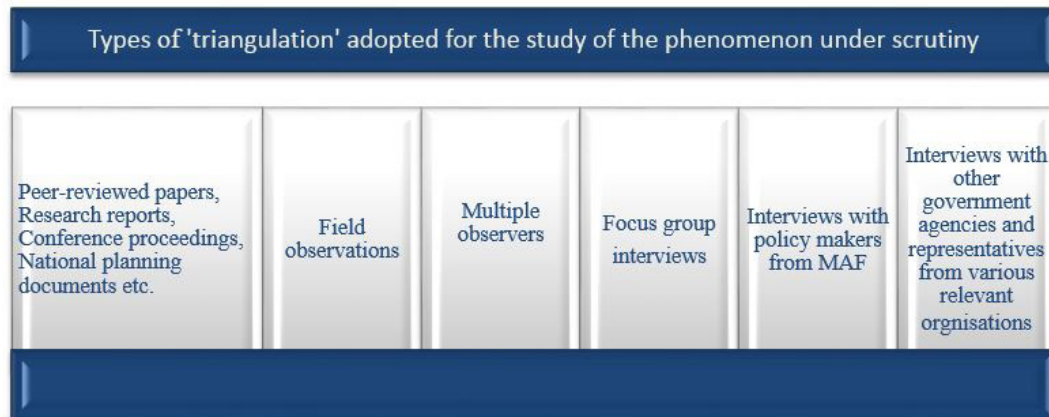 Types of 'triangulation' adopted for the study of the phenomenon under scrutiny
Peer-reviewed papers,
Research reports,
Conference proceedings,
National planning
documents etc.
Field
observations
Multiple
observers
Focus group
interviews
Interviews with
policy makers
from MAF
Interviews with
other
government
agencies and
representatives
from various
relevant
orgnisations